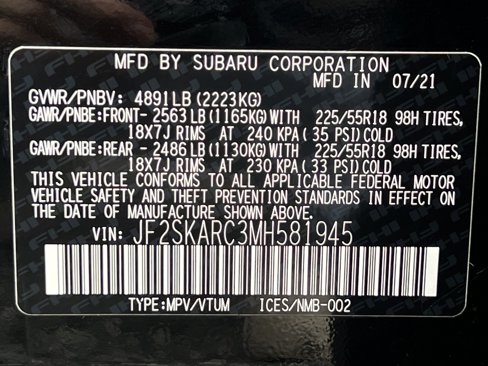 MFD BY SUBARU CORPORATION
MFD IN 07/21
GVWR/PNBV: 4891LB(2223KG)
GAWR/PNBE:FRONT-2563LB(1165KG)WITH 225/55R18 98H TIRES,
18X7J RIMS AT 240 KPA(35 PSI)COLD
GAWR/PNBE:REAR -2486LB(1130KG)WITH 225/55R18 98H TIRES,
18X7J RIMS AT 230 KPA(33 PSI)COLD
THIS VEHICLE CONFORMS TO ALL APPLICABLE FEDERAL MOTOR
VEHICLE SAFETY AND THEFT PREVENTION STANDARDS IN EFFECT
ON THE DATE OF MANUFACTURE SHOWN ABOVE.
VIN: JF2SKARC3MH581945
TYPE:MPV/VTUM ICES/NMB-002